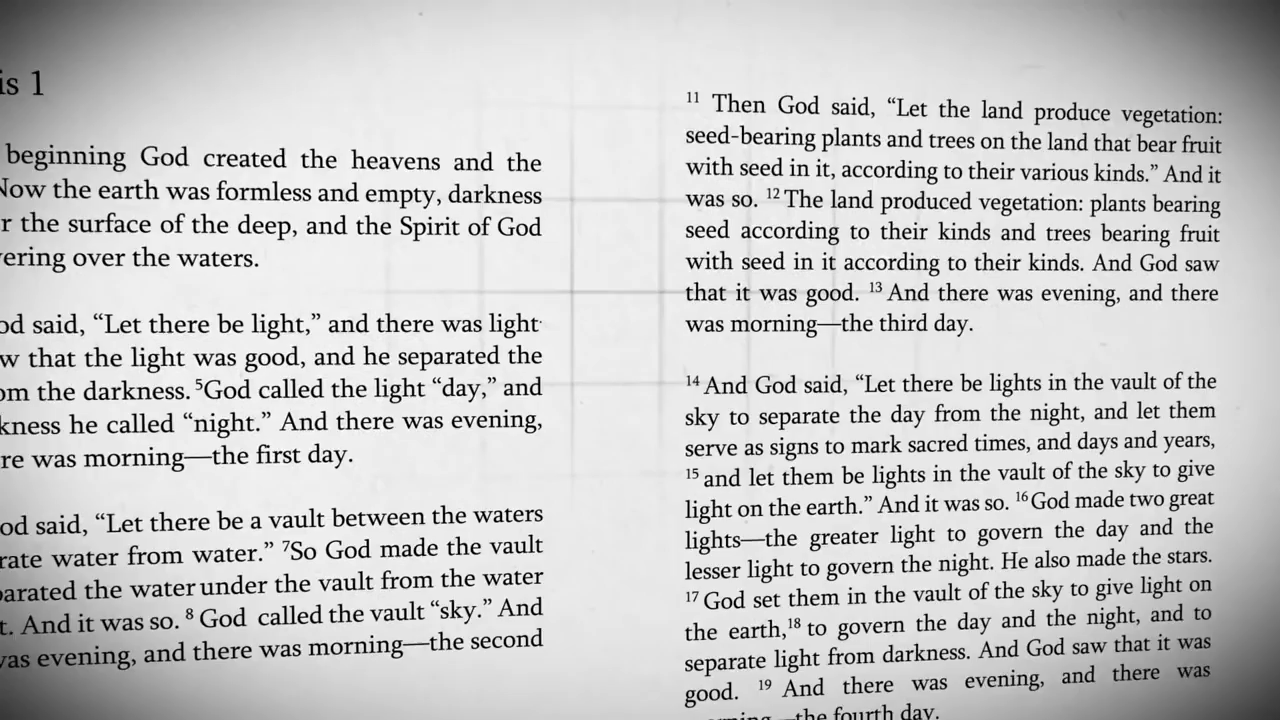 is 1
beginning God created the heavens and the
Now the earth was formless and empty, darkness
r the surface of the deep, and the Spirit of God
ering over the waters.
od said, “Let there be light,” and there was light
w that the light was good, and he separated the
om the darkness. ⁵God called the light “day,” and
kness he called “night.” And there was evening,
re was morning—the first day.
od said, “Let there be a vault between the waters
rate water from water.” ⁷So God made the vault
parated the water under the vault from the water
t. And it was so. ⁸ God called the vault “sky.” And
was evening, and there was morning—the second
¹¹ Then God said, “Let the land produce vegetation:
seed-bearing plants and trees on the land that bear fruit
with seed in it, according to their various kinds.” And it
was so. ¹² The land produced vegetation: plants bearing
seed according to their kinds and trees bearing fruit
with seed in it according to their kinds. And God saw
that it was good. ¹³ And there was evening, and there
was morning—the third day.
¹⁴ And God said, “Let there be lights in the vault of the
sky to separate the day from the night, and let them
serve as signs to mark sacred times, and days and years,
¹⁵ and let them be lights in the vault of the sky to give
light on the earth.” And it was so. ¹⁶ God made two great
lights—the greater light to govern the day and the
lesser light to govern the night. He also made the stars.
¹⁷ God set them in the vault of the sky to give light on
the earth,¹⁸ to govern the day and the night, and to
separate light from darkness. And God saw that it was
good. ¹⁹ And there was evening, and there was
—the fourth day.